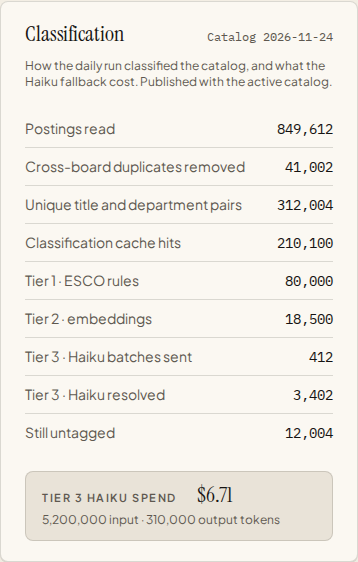 Classification
Catalog 2026-11-24
How the daily run classified the catalog, and what the
Haiku fallback cost. Published with the active catalog.
Postings read 849,612
Cross-board duplicates removed 41,002
Unique title and department pairs 312,004
Classification cache hits 210,100
Tier 1 · ESCO rules 80,000
Tier 2 · embeddings 18,500
Tier 3 · Haiku batches sent 412
Tier 3 · Haiku resolved 3,402
Still untagged 12,004
TIER 3 HAIKU SPEND $6.71
5,200,000 input · 310,000 output tokens